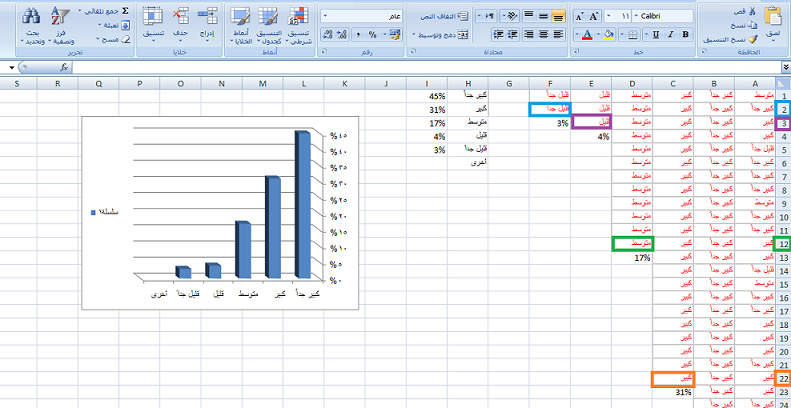 قص
نسخ
نسخ التنسيق
لصق
الحافظة
Calibri ١١
خط
التفاف النص
دمج وتوسيط
محاذاة
عام
رقم
تنسيق شرطي
التنسيق كجدول
أنماط الخلايا
أنماط
إدراج
حذف
تنسيق
خلايا
جمع تلقائي
تعبئة
مسح
فرز وتصفية
بحث وتحديد
تحرير
fx
A B C D E F G H I J K L M N O P Q R S
1 متوسط كبير جداً كبير متوسط قليل قليل جداً كبير جداً 45%
2 كبير جداً كبير جداً كبير متوسط قليل قليل جداً كبير 31%
3 كبير كبير جداً كبير متوسط قليل 3% متوسط 17%
4 كبير كبير جداً كبير متوسط 4% قليل 4%
5 قليل جداً كبير جداً كبير متوسط قليل جداً 3%
6 كبير جداً كبير جداً كبير متوسط أخرى
7 كبير كبير جداً كبير متوسط
8 كبير جداً كبير جداً كبير متوسط
9 متوسط كبير جداً كبير متوسط
10 كبير جداً كبير جداً كبير متوسط
11 كبير جداً كبير جداً كبير متوسط
12 كبير كبير جداً كبير متوسط
13 كبير كبير جداً كبير 17%
14 قليل جداً كبير جداً كبير
15 متوسط كبير جداً كبير
16 كبير جداً كبير جداً كبير
17 كبير جداً كبير جداً كبير
18 كبير كبير جداً كبير
19 كبير كبير جداً كبير
20 كبير كبير جداً كبير
21 كبير جداً كبير جداً كبير
22 كبير كبير جداً كبير
23 كبير كبير جداً 31%
24 كبير جداً كبير جداً
% ٤٥
% ٤٠
% ٣٥
% ٣٠
% ٢٥
% ٢٠
% ١٥
% ١٠
% ٥
% ٠
كبير جداً كبير متوسط قليل قليل جداً أخرى
سلسلة١